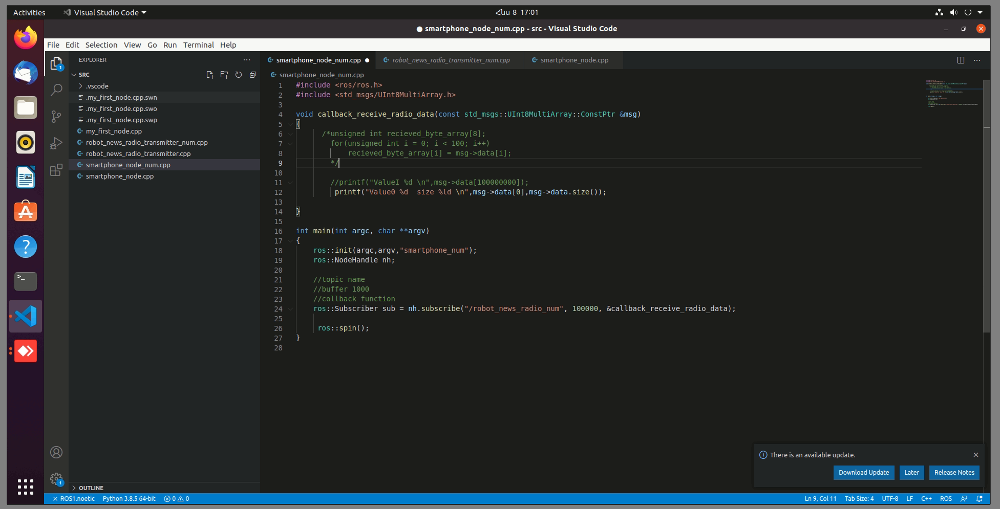 Activities
Visual Studio Code
Հևս 8 17:01
● smartphone_node_num.cpp - src - Visual Studio Code
File Edit Selection View Go Run Terminal Help
EXPLORER
SRC
.vscode
.my_first_node.cpp.swn
.my_first_node.cpp.swo
.my_first_node.cpp.swp
my_first_node.cpp
robot_news_radio_transmitter_num.cpp
robot_news_radio_transmitter.cpp
smartphone_node_num.cpp
smartphone_node.cpp
OUTLINE
smartphone_node_num.cpp
robot_news_radio_transmitter_num.cpp
smartphone_node.cpp
smartphone_node_num.cpp
1 #include <ros/ros.h>
2 #include <std_msgs/UInt8MultiArray.h>
3
4 void callback_receive_radio_data(const std_msgs::UInt8MultiArray::ConstPtr &msg)
5 {
6 /*unsigned int recieved_byte_array[8];
7 for(unsigned int i = 0; i < 100; i++)
8 recieved_byte_array[i] = msg->data[i];
9 */
10
11 //printf("ValueI %d \n",msg->data[100000000]);
12 printf("Value0 %d  size %ld \n",msg->data[0],msg->data.size());
13
14 }
15
16 int main(int argc, char **argv)
17 {
18 ros::init(argc,argv,"smartphone_num");
19 ros::NodeHandle nh;
20
21 //topic name
22 //buffer 1000
23 //collback function
24 ros::Subscriber sub = nh.subscribe("/robot_news_radio_num", 100000, &callback_receive_radio_data);
25
26 ros::spin();
27 }
28
There is an available update.
Download Update
Later
Release Notes
1
1
ROS1.noetic Python 3.8.5 64-bit 0 0
Ln 9, Col 11 Tab Size: 4 UTF-8 LF C++ ROS